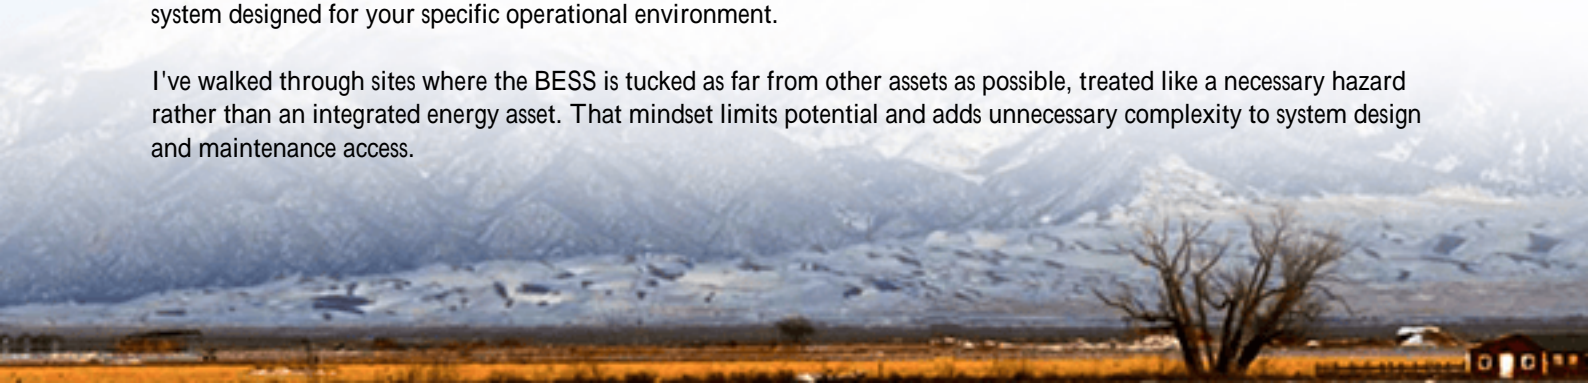 system designed for your specific operational environment.
I've walked through sites where the BESS is tucked as far from other assets as possible, treated like a necessary hazard
rather than an integrated energy asset. That mindset limits potential and adds unnecessary complexity to system design
and maintenance access.